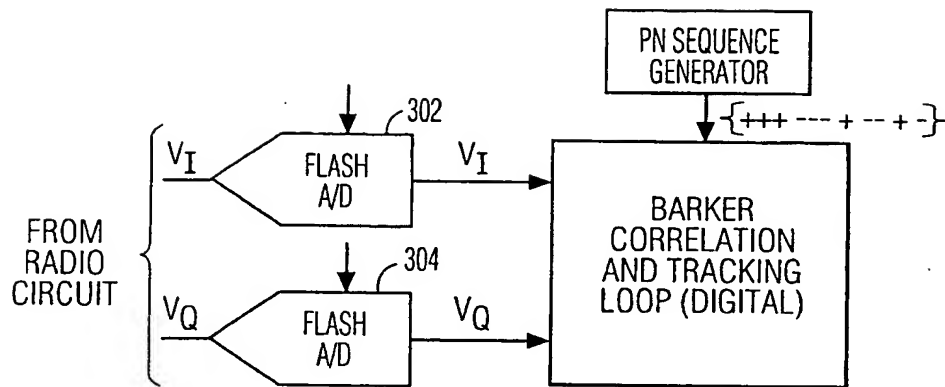 PN SEQUENCE
GENERATOR
{+++ --- + -- + -}
302
V_I
FLASH
A/D
V_I
FROM
RADIO
CIRCUIT
BARKER
CORRELATION
AND TRACKING
LOOP (DIGITAL)
304
V_Q
FLASH
A/D
V_Q